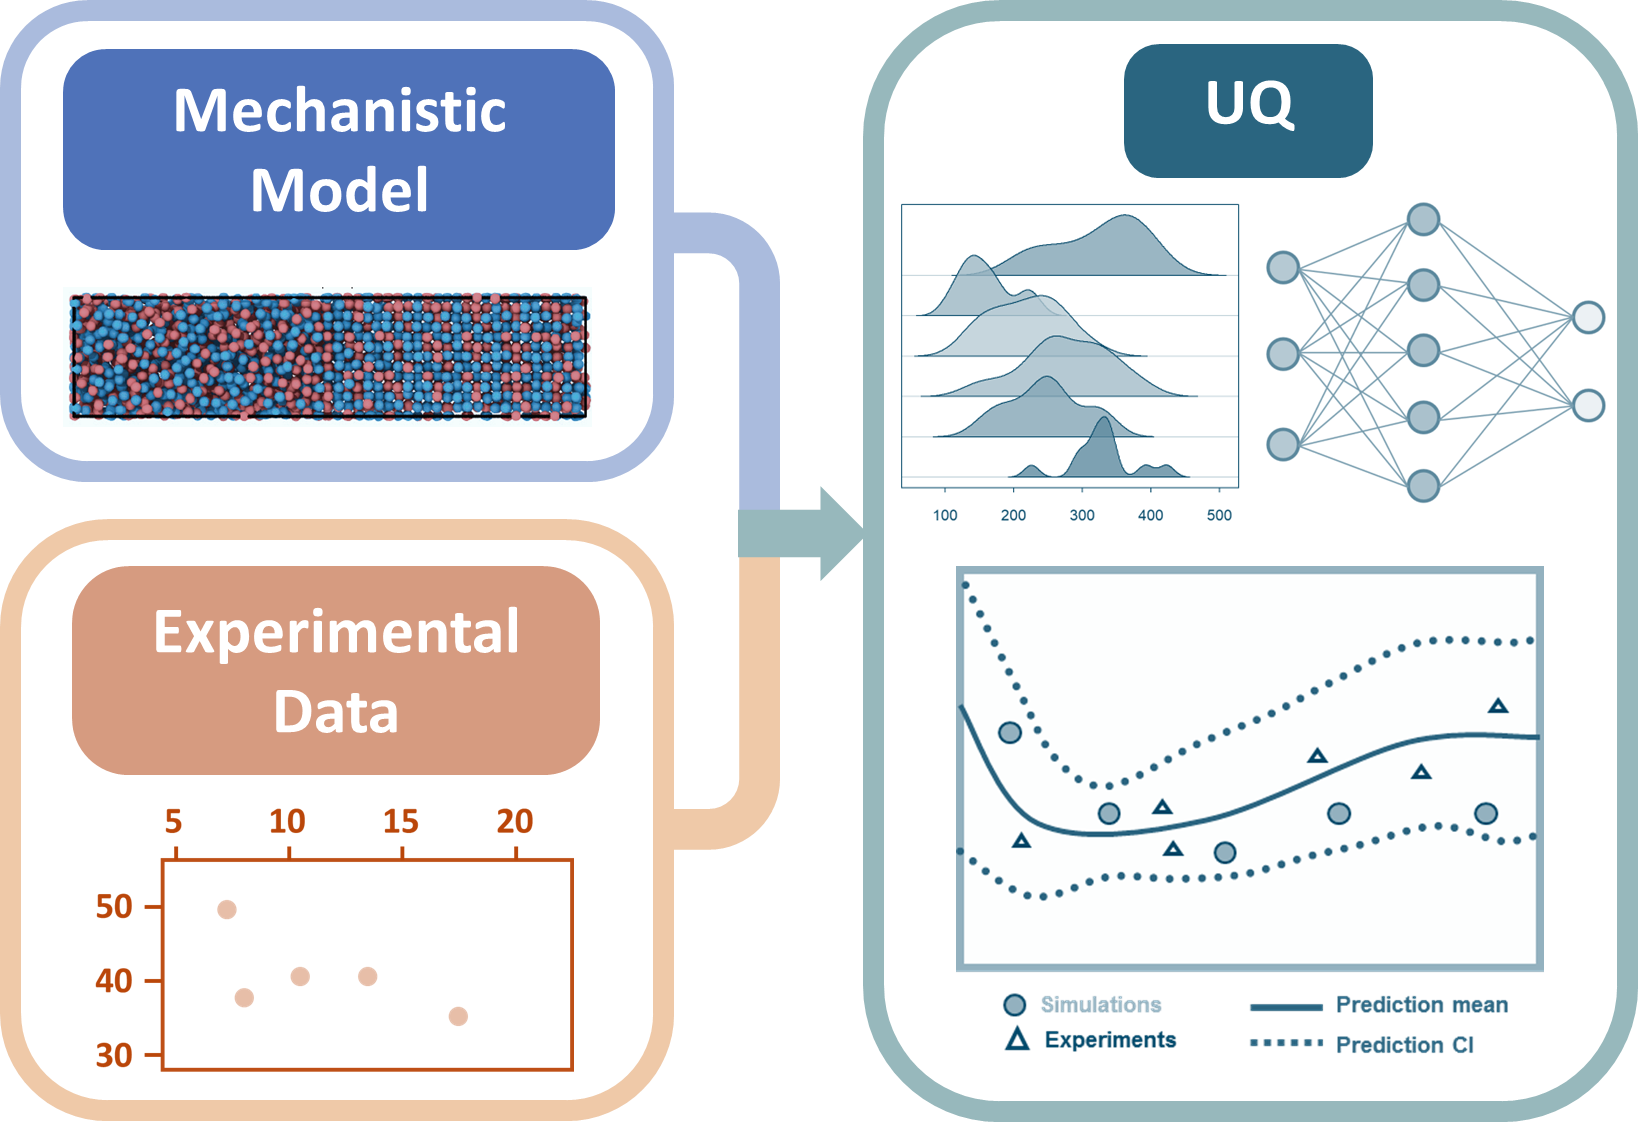 Mechanistic
Model
Experimental
Data
5 10 15 20
50
40
30
UQ
100 200 300 400 500
Simulations
Experiments
Prediction mean
Prediction CI